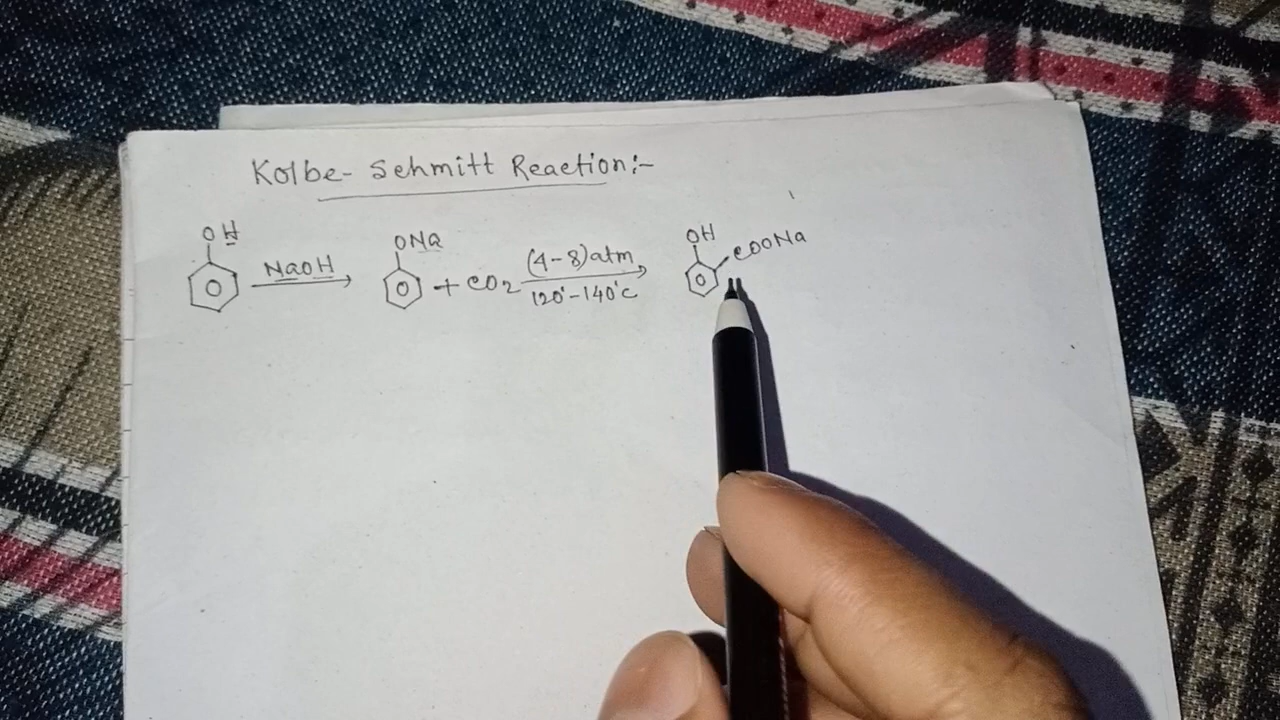 Kolbe- Schmitt Reaction:-
OH NaOH ONa + CO2 (4-8)atm 120°-140°C OH COONa